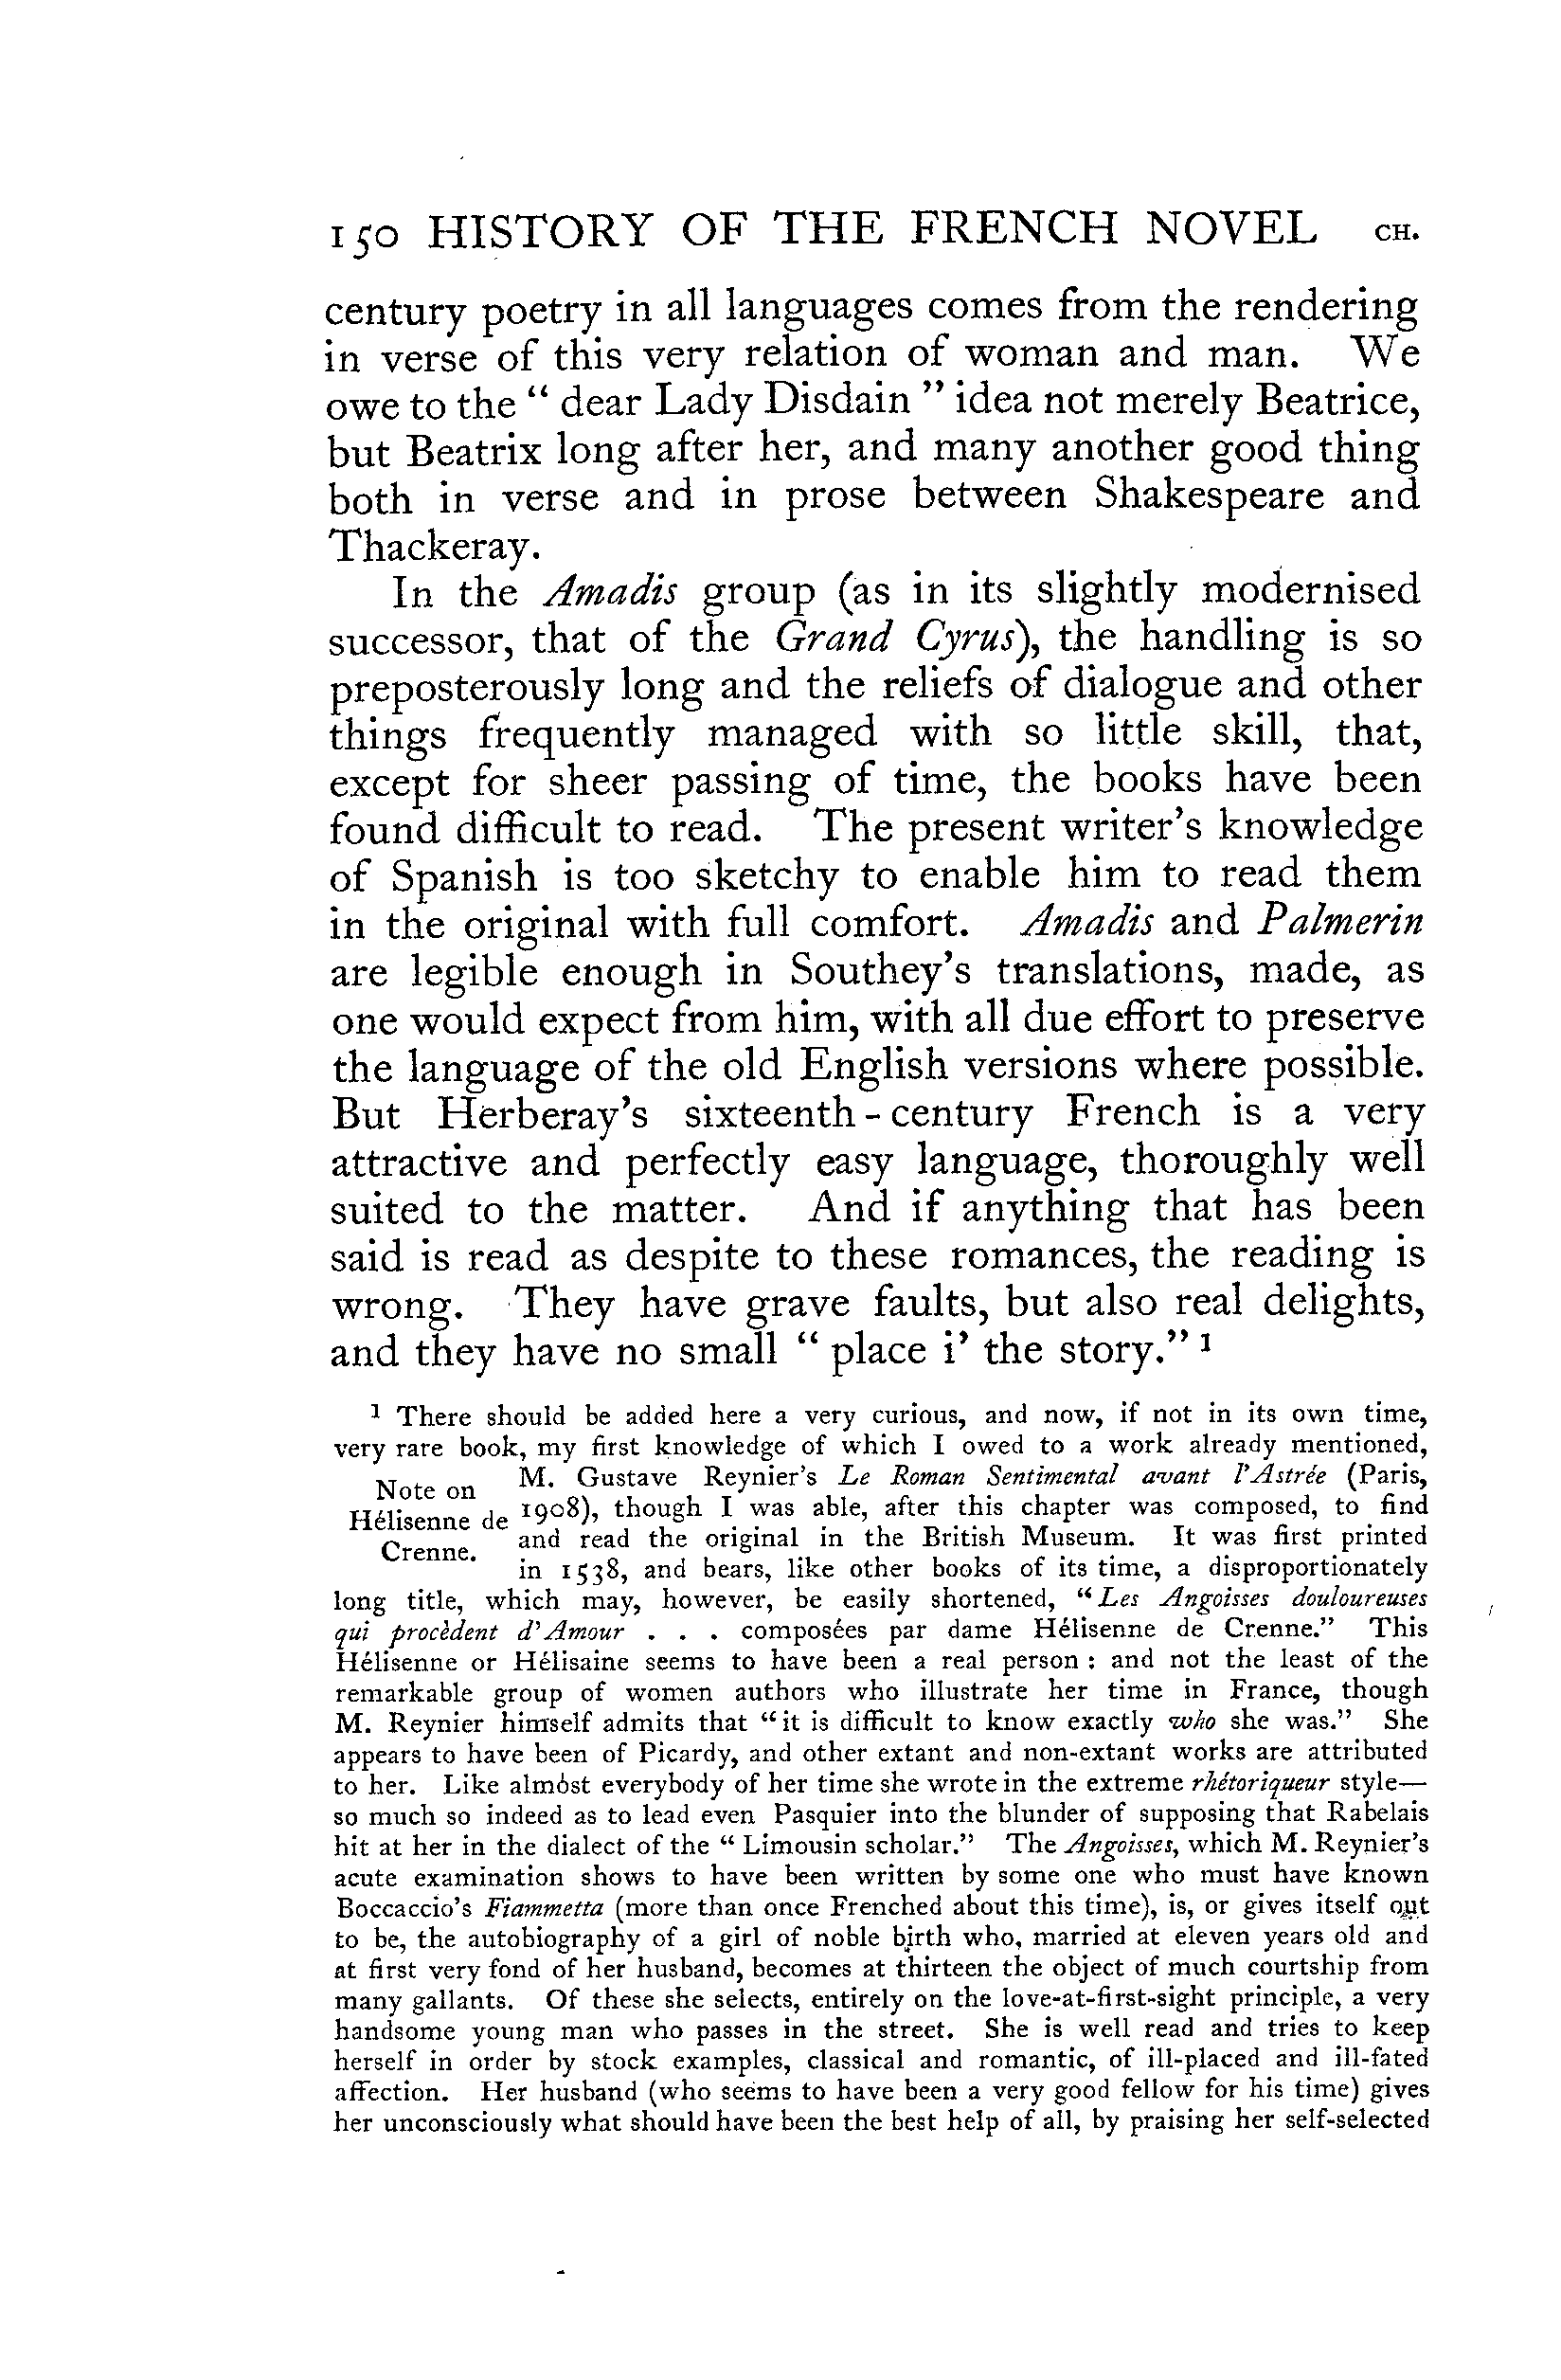 150 HISTORY OF THE FRENCH NOVEL CH.
century poetry in all languages comes from the rendering
in verse of this very relation of woman and man. We
owe to the " dear Lady Disdain " idea not merely Beatrice,
but Beatrix long after her, and many another good thing
both in verse and in prose between Shakespeare and
Thackeray.
In the Amadis group (as in its slightly modernised
successor, that of the Grand Cyrus), the handling is so
preposterously long and the reliefs of dialogue and other
things frequently managed with so little skill, that,
except for sheer passing of time, the books have been
found difficult to read. The present writer's knowledge
of Spanish is too sketchy to enable him to read them
in the original with full comfort. Amadis and Palmerin
are legible enough in Southey's translations, made, as
one would expect from him, with all due effort to preserve
the language of the old English versions where possible.
But Herberay's sixteenth-century French is a very
attractive and perfectly easy language, thoroughly well
suited to the matter. And if anything that has been
said is read as despite to these romances, the reading is
wrong. They have grave faults, but also real delights,
and they have no small " place i' the story." 1
1 There should be added here a very curious, and now, if not in its own time,
very rare book, my first knowledge of which I owed to a work already mentioned,
Note on
Hélisenne de
Crenne.
M. Gustave Reynier's Le Roman Sentimental avant l'Astrée (Paris,
1908), though I was able, after this chapter was composed, to find
and read the original in the British Museum. It was first printed
in 1538, and bears, like other books of its time, a disproportionately
long title, which may, however, be easily shortened, "Les Angoisses douloureuses
qui procèdent d'Amour . . . composées par dame Hélisenne de Crenne." This
Hélisenne or Hélisaine seems to have been a real person : and not the least of the
remarkable group of women authors who illustrate her time in France, though
M. Reynier himself admits that "it is difficult to know exactly who she was." She
appears to have been of Picardy, and other extant and non-extant works are attributed
to her. Like almost everybody of her time she wrote in the extreme rhétoriqueur style—
so much so indeed as to lead even Pasquier into the blunder of supposing that Rabelais
hit at her in the dialect of the " Limousin scholar." The Angoisses, which M. Reynier's
acute examination shows to have been written by some one who must have known
Boccaccio's Fiammetta (more than once Frenched about this time), is, or gives itself out
to be, the autobiography of a girl of noble birth who, married at eleven years old and
at first very fond of her husband, becomes at thirteen the object of much courtship from
many gallants. Of these she selects, entirely on the love-at-first-sight principle, a very
handsome young man who passes in the street. She is well read and tries to keep
herself in order by stock examples, classical and romantic, of ill-placed and ill-fated
affection. Her husband (who seems to have been a very good fellow for his time) gives
her unconsciously what should have been the best help of all, by praising her self-selected